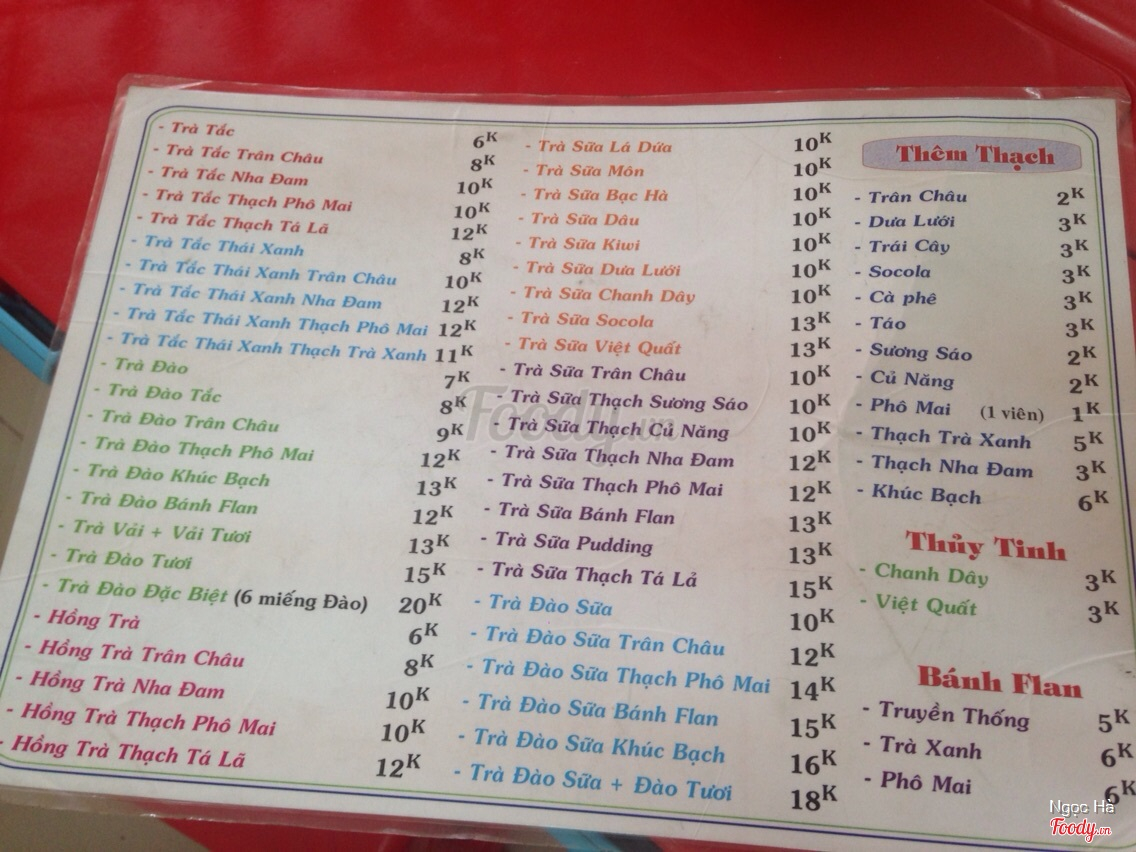 - Trà Tắc 6K
- Trà Tắc Trân Châu 8K
- Trà Tắc Nha Đam 10K
- Trà Tắc Thạch Phô Mai 10K
- Trà Tắc Thạch Tá Lã 12K
- Trà Tắc Thái Xanh 8K
- Trà Tắc Thái Xanh Trân Châu 10K
- Trà Tắc Thái Xanh Nha Đam 12K
- Trà Tắc Thái Xanh Thạch Phô Mai 12K
- Trà Tắc Thái Xanh Thạch Trà Xanh 11K
- Trà Đào 7K
- Trà Đào Tắc 8K
- Trà Đào Trân Châu 9K
- Trà Đào Thạch Phô Mai 12K
- Trà Đào Khúc Bạch 13K
- Trà Đào Bánh Flan 12K
- Trà Vải + Vải Tươi 13K
- Trà Đào Tươi 15K
- Trà Đào Đặc Biệt (6 miếng Đào) 20K
- Hồng Trà 6K
- Hồng Trà Trân Châu 8K
- Hồng Trà Nha Đam 10K
- Hồng Trà Thạch Phô Mai 10K
- Hồng Trà Thạch Tá Lã 12K
- Trà Sữa Lá Dứa 10K
- Trà Sữa Môn 10K
- Trà Sữa Bạc Hà 10K
- Trà Sữa Dâu 10K
- Trà Sữa Kiwi 10K
- Trà Sữa Dưa Lưới 10K
- Trà Sữa Chanh Dây 10K
- Trà Sữa Socola 13K
- Trà Sữa Việt Quất 13K
- Trà Sữa Trân Châu 10K
- Trà Sữa Thạch Sương Sáo 10K
- Trà Sữa Thạch Củ Năng 10K
- Trà Sữa Thạch Nha Đam 12K
- Trà Sữa Thạch Phô Mai 12K
- Trà Sữa Bánh Flan 13K
- Trà Sữa Pudding 13K
- Trà Sữa Thạch Tá Lả 15K
- Trà Đào Sữa 10K
- Trà Đào Sữa Trân Châu 12K
- Trà Đào Sữa Thạch Phô Mai 14K
- Trà Đào Sữa Bánh Flan 15K
- Trà Đào Sữa Khúc Bạch 16K
- Trà Đào Sữa + Đào Tươi 18K
Thêm Thạch
- Trân Châu 2K
- Dưa Lưới 3K
- Trái Cây 3K
- Socola 3K
- Cà phê 3K
- Táo 3K
- Sương Sáo 2K
- Củ Năng 2K
- Phô Mai (1 viên) 1K
- Thạch Trà Xanh 5K
- Thạch Nha Đam 3K
- Khúc Bạch 6K
Thủy Tinh
- Chanh Dây 3K
- Việt Quất 3K
Bánh Flan
- Truyền Thống 5K
- Trà Xanh 6K
- Phô Mai 6K
Foody.vn
Ngọc Hà
Foody.vn